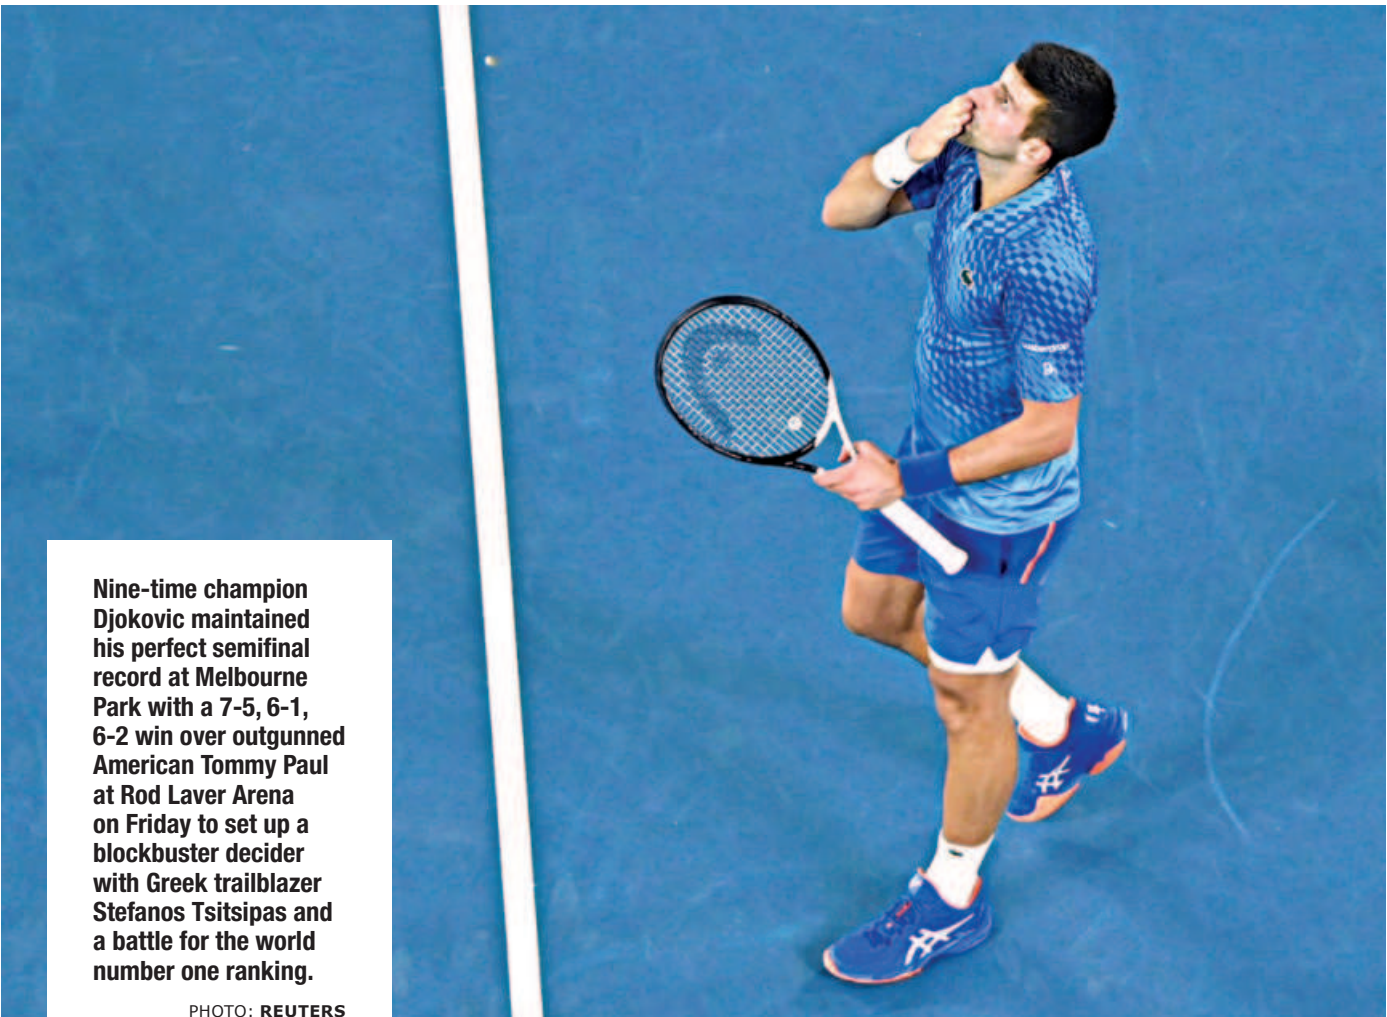 Nine-time champion
Djokovic maintained
his perfect semifinal
record at Melbourne
Park with a 7-5, 6-1,
6-2 win over outgunned
American Tommy Paul
at Rod Laver Arena
on Friday to set up a
blockbuster decider
with Greek trailblazer
Stefanos Tsitsipas and
a battle for the world
number one ranking.
PHOTO: REUTERS